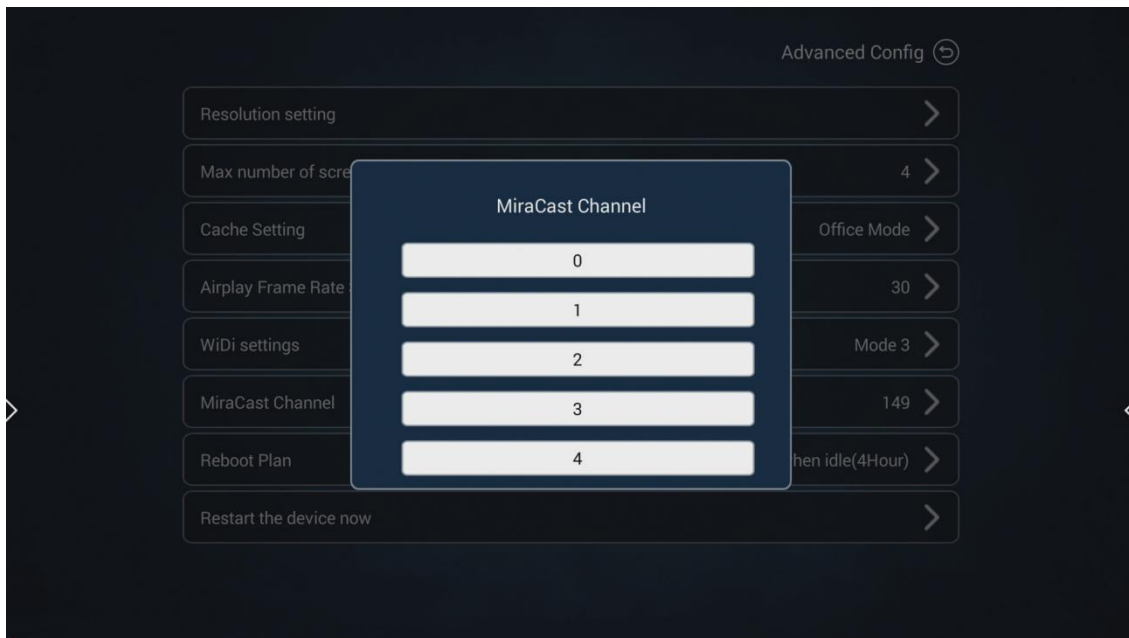 Advanced Config
Resolution setting
Max number of scre
4
Cache Setting
Office Mode
Airplay Frame Rate
30
WiDi settings
Mode 3
MiraCast Channel
149
Reboot Plan
hen idle(4Hour)
Restart the device now
MiraCast Channel
0
1
2
3
4